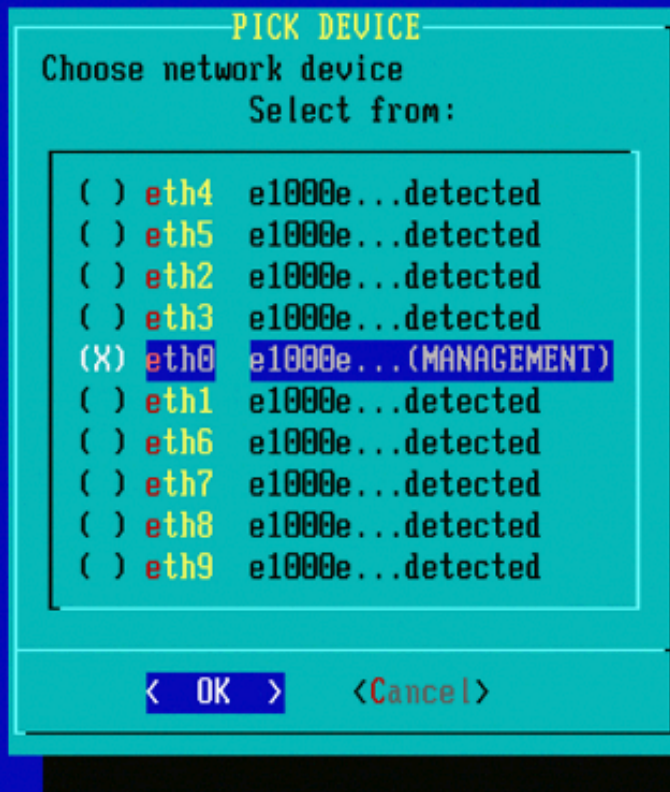 PICK DEVICE
Choose network device
Select from:
( ) eth4 e1000e...detected
( ) eth5 e1000e...detected
( ) eth2 e1000e...detected
( ) eth3 e1000e...detected
(X) eth0 e1000e...(MANAGEMENT)
( ) eth1 e1000e...detected
( ) eth6 e1000e...detected
( ) eth7 e1000e...detected
( ) eth8 e1000e...detected
( ) eth9 e1000e...detected
< OK > <Cancel>